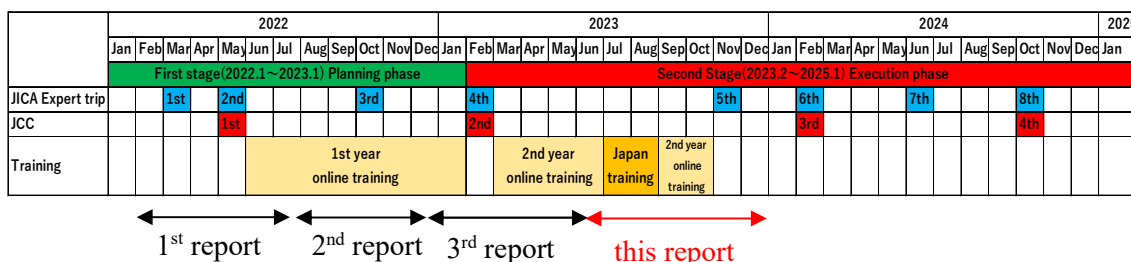 2022 2023 2024 2025
Jan Feb Mar Apr May Jun Jul Aug Sep Oct Nov Dec Jan Feb Mar Apr May Jun Jul Aug Sep Oct Nov Dec Jan Feb Mar Apr May Jun Jul Aug Sep Oct Nov Dec Jan
First stage(2022.1～2023.1) Planning phase Second Stage(2023.2～2025.1) Execution phase
JICA Expert trip 1st 2nd 3rd 4th 5th 6th 7th 8th
JCC 1st 2nd 3rd 4th
Training
1st year
online training
2nd year
online training
Japan
training
2nd year
online
training
1st report 2nd report 3rd report this report